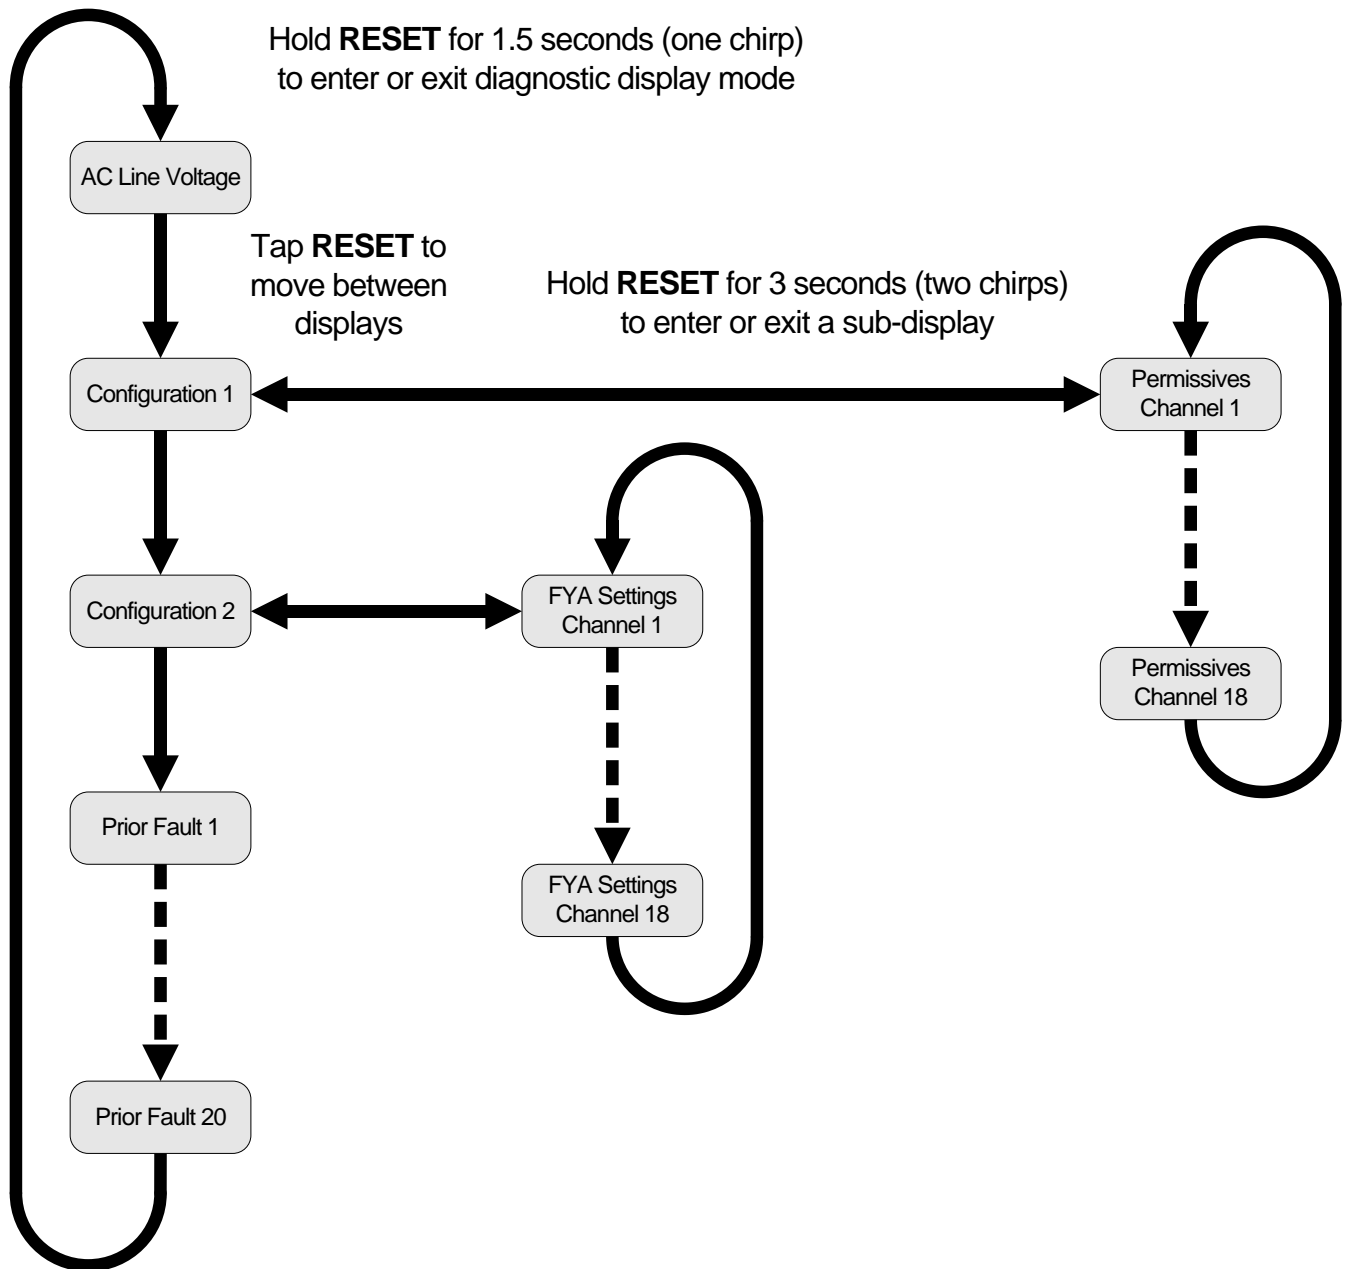 Hold RESET for 1.5 seconds (one chirp)
to enter or exit diagnostic display mode
AC Line Voltage
Tap RESET to
move between
displays
Hold RESET for 3 seconds (two chirps)
to enter or exit a sub-display
Configuration 1
Permissives
Channel 1
Configuration 2
FYA Settings
Channel 1
Permissives
Channel 18
Prior Fault 1
FYA Settings
Channel 18
Prior Fault 20